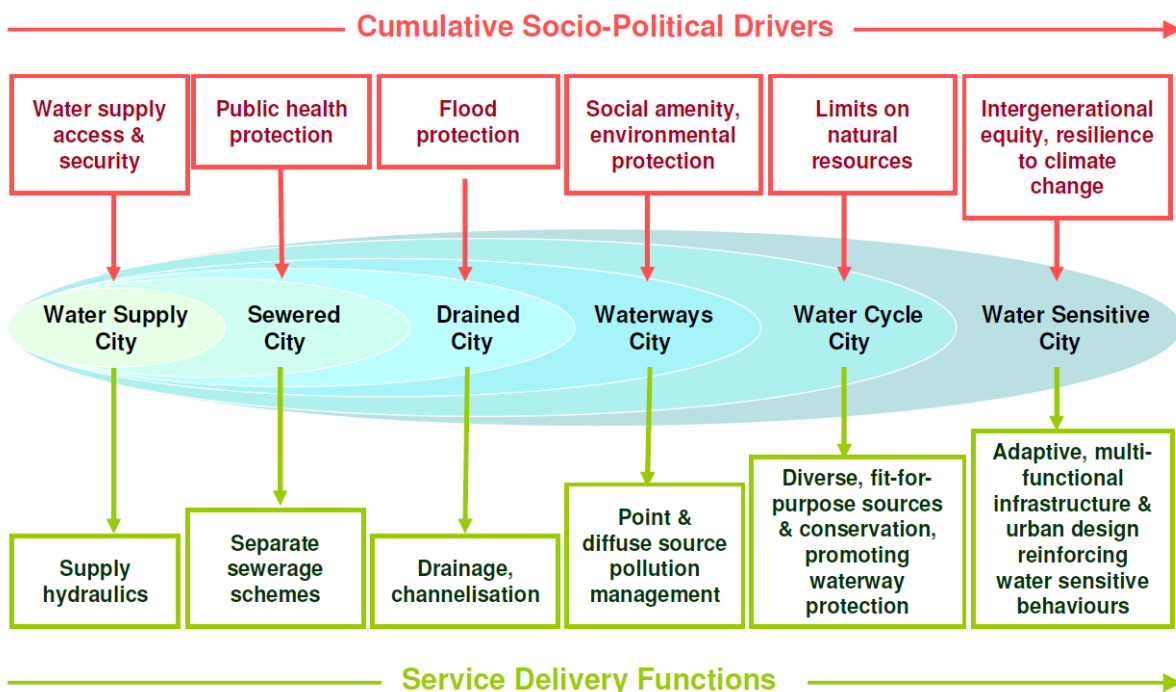 Cumulative Socio-Political Drivers
Water supply
access &
security
Public health
protection
Flood
protection
Social amenity,
environmental
protection
Limits on
natural
resources
Intergenerational
equity, resilience
to climate
change
Water Supply
City
Sewered
City
Drained
City
Waterways
City
Water Cycle
City
Water Sensitive
City
Supply
hydraulics
Separate
sewerage
schemes
Drainage,
channelisation
Point &
diffuse source
pollution
management
Diverse, fit-for-
purpose sources
& conservation,
promoting
waterway
protection
Adaptive, multi-
functional
infrastructure &
urban design
reinforcing
water sensitive
behaviours
Service Delivery Functions